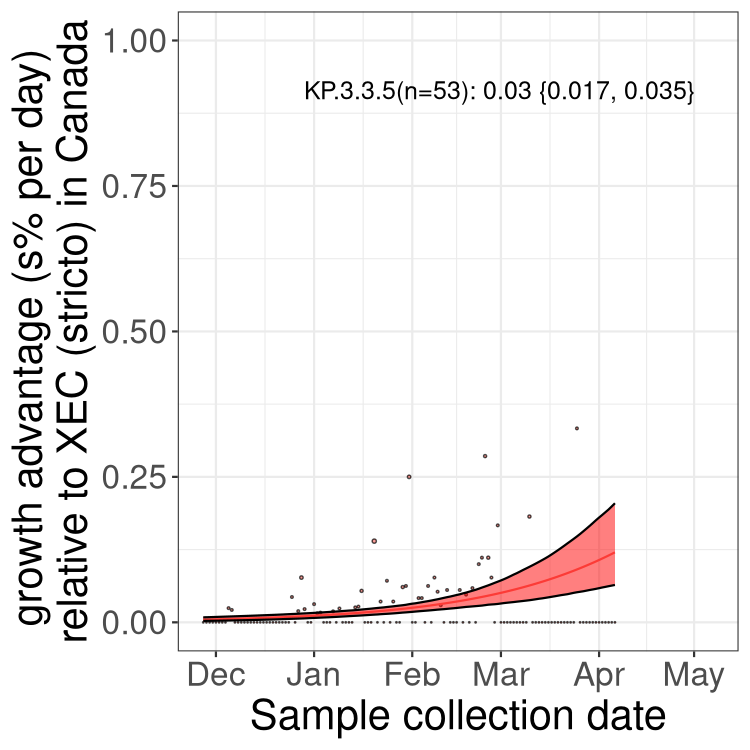 growth advantage (s% per day)
relative to XEC (stricto) in Canada
1.00
0.75
0.50
0.25
0.00
KP.3.3.5(n=53): 0.03 {0.017, 0.035}
Dec Jan Feb Mar Apr May
Sample collection date